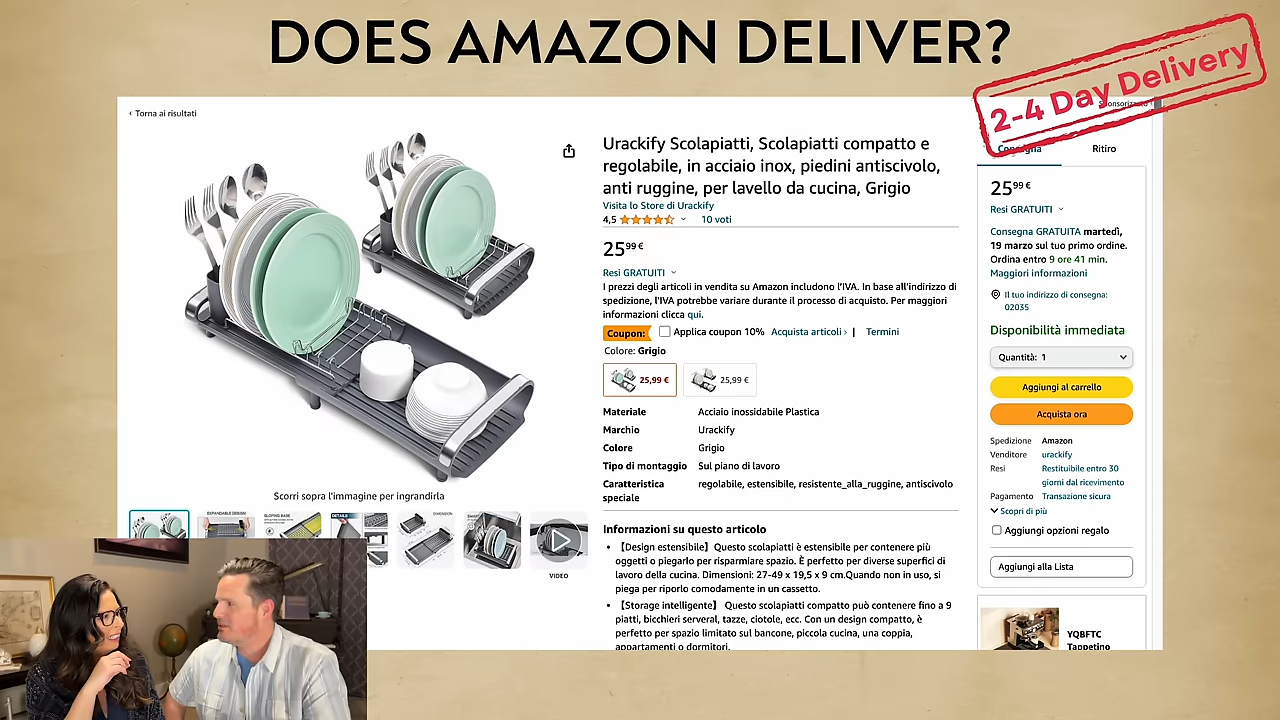 DOES AMAZON DELIVER?
2-4 Day Delivery
‹ Torna ai risultati
Urackify Scolapiatti, Scolapiatti compatto e
regolabile, in acciaio inox, piedini antiscivolo,
anti ruggine, per lavello da cucina, Grigio
Visita lo Store di Urackify
4,5
10 voti
25,99 €
Resi GRATUITI
I prezzi degli articoli in vendita su Amazon includono l'IVA. In base all'indirizzo di
spedizione, l'IVA potrebbe variare durante il processo di acquisto. Per maggiori
informazioni clicca qui.
Coupon: Applica coupon 10% Acquista articoli › | Termini
Colore: Grigio
25,99 €
25,99 €
Materiale Acciaio inossidabile Plastica
Marchio Urackify
Colore Grigio
Tipo di montaggio Sul piano di lavoro
Caratteristica speciale regolabile, estensibile, resistente_alla_ruggine, antiscivolo
Informazioni su questo articolo
• 【Design estensibile】Questo scolapiatti è estensibile per contenere più
oggetti o piegarlo per risparmiare spazio. È perfetto per diverse superfici di
lavoro della cucina. Dimensioni: 27-49 x 19,5 x 9 cm.Quando non in uso, si
piega per riporlo comodamente in un cassetto.
• 【Storage intelligente】 Questo scolapiatti compatto può contenere fino a 9
piatti, bicchieri serveral, tazze, ciotole, ecc. Con un design compatto, è
perfetto per spazio limitato sul bancone, piccola cucina, una coppia,
appartamenti o dormitori.
Scorri sopra l'immagine per ingrandirla
EXPANDABLE DESIGN
SLOPING BASE
DETAILS
DIMENSION
VIDEO
Consegna
Ritiro
25,99 €
Resi GRATUITI
Consegna GRATUITA martedì,
19 marzo sul tuo primo ordine.
Ordina entro 9 ore 41 min.
Maggiori informazioni
Il tuo indirizzo di consegna:
02035
Disponibilità immediata
Quantità: 1
Aggiungi al carrello
Acquista ora
Spedizione Amazon
Venditore urackify
Resi Restituibile entro 30
giorni dal ricevimento
Pagamento Transazione sicura
Scopri di più
Aggiungi opzioni regalo
Aggiungi alla Lista
YQBFTC
Tappetino